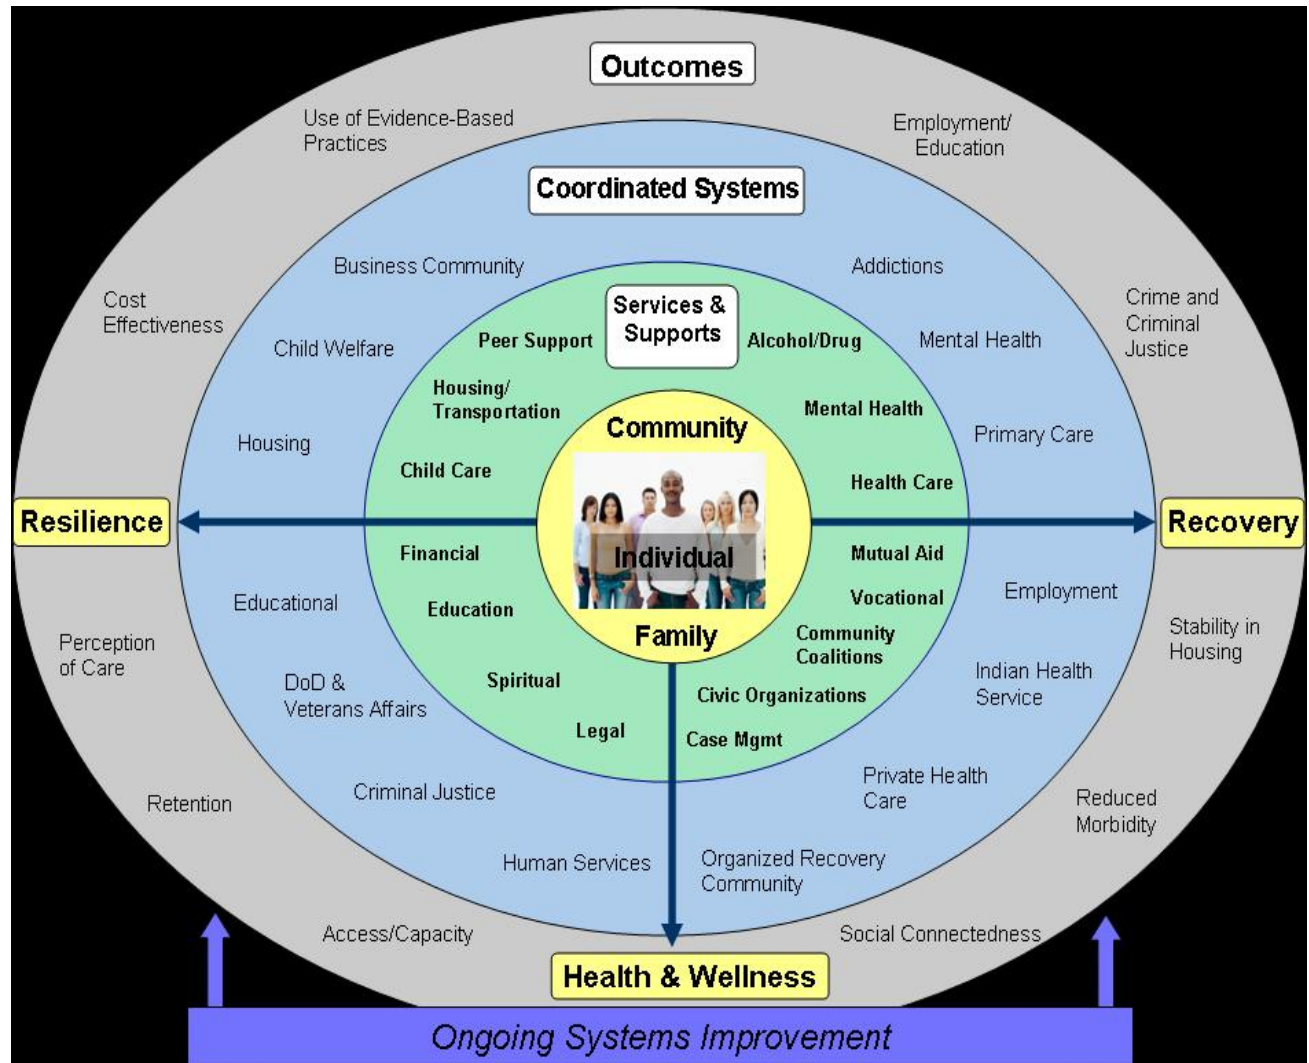 Outcomes
Use of Evidence-Based
Practices
Employment/
Education
Coordinated Systems
Business Community
Addictions
Cost
Effectiveness
Crime and
Criminal
Justice
Services &
Supports
Child Welfare
Peer Support
Alcohol/Drug
Mental Health
Housing/
Transportation
Mental Health
Community
Housing
Primary Care
Child Care
Health Care
Resilience
Recovery
Individual
Financial
Mutual Aid
Educational
Education
Vocational
Employment
Family
Community
Coalitions
Perception
of Care
Stability in
Housing
DoD &
Veterans Affairs
Spiritual
Civic Organizations
Indian Health
Service
Legal
Case Mgmt
Criminal Justice
Private Health
Care
Retention
Reduced
Morbidity
Human Services
Organized Recovery
Community
Access/Capacity
Social Connectedness
Health & Wellness
Ongoing Systems Improvement